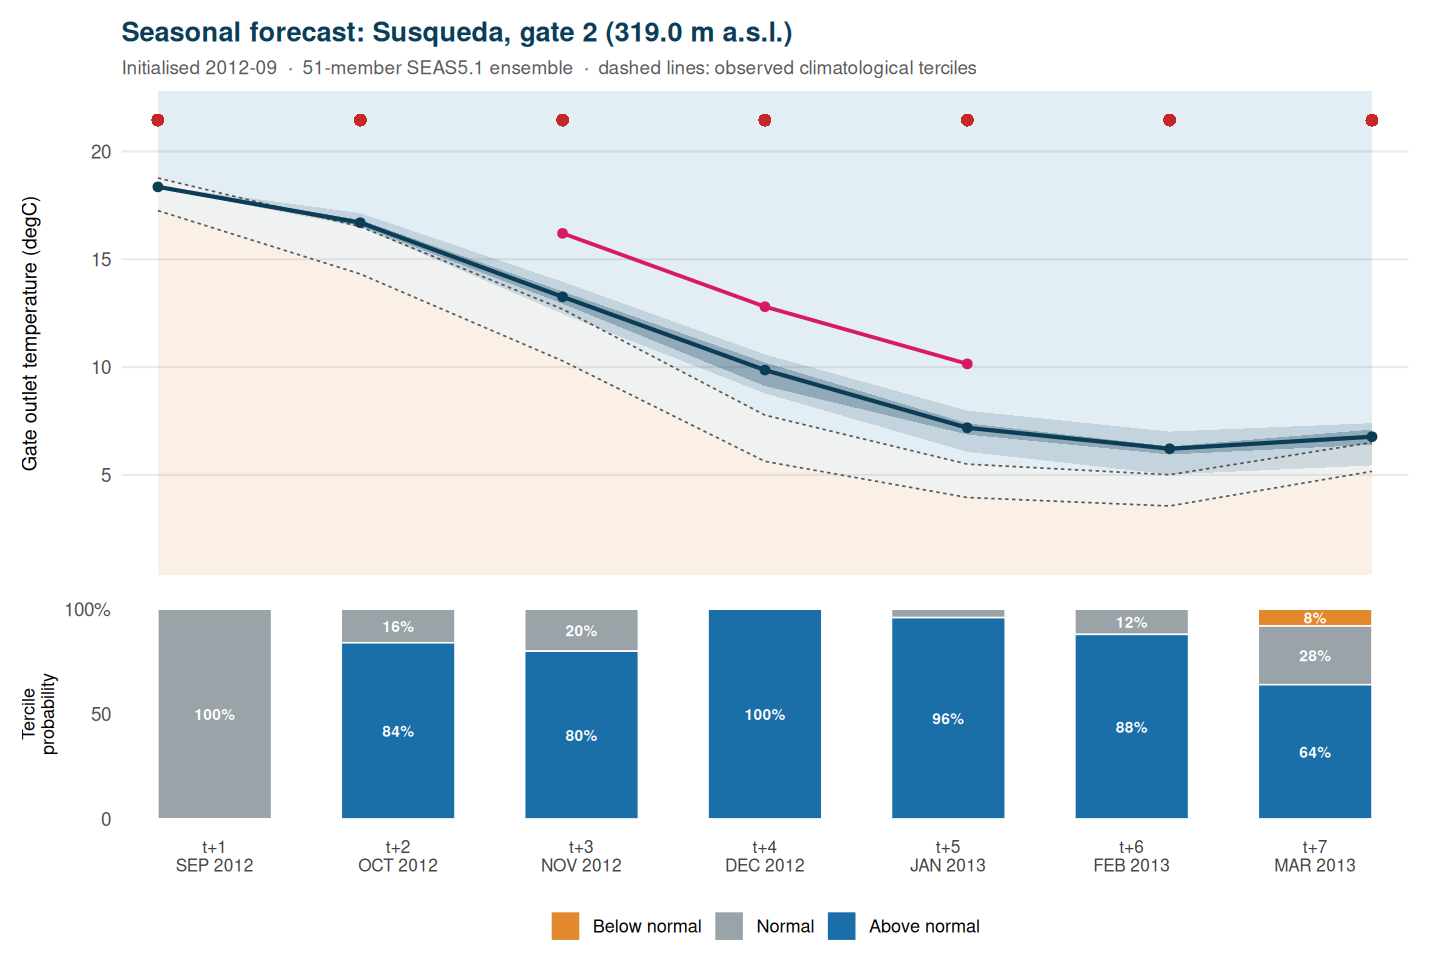 Seasonal forecast: Susqueda, gate 2 (319.0 m a.s.l.)
Initialised 2012-09 · 51-member SEAS5.1 ensemble · dashed lines: observed climatological terciles
Gate outlet temperature (degC)
20
15
10
5
Tercile
probability
100%
50
0
100%
16%
84%
20%
80%
100%
96%
12%
88%
8%
28%
64%
t+1
SEP 2012
t+2
OCT 2012
t+3
NOV 2012
t+4
DEC 2012
t+5
JAN 2013
t+6
FEB 2013
t+7
MAR 2013
Below normal
Normal
Above normal